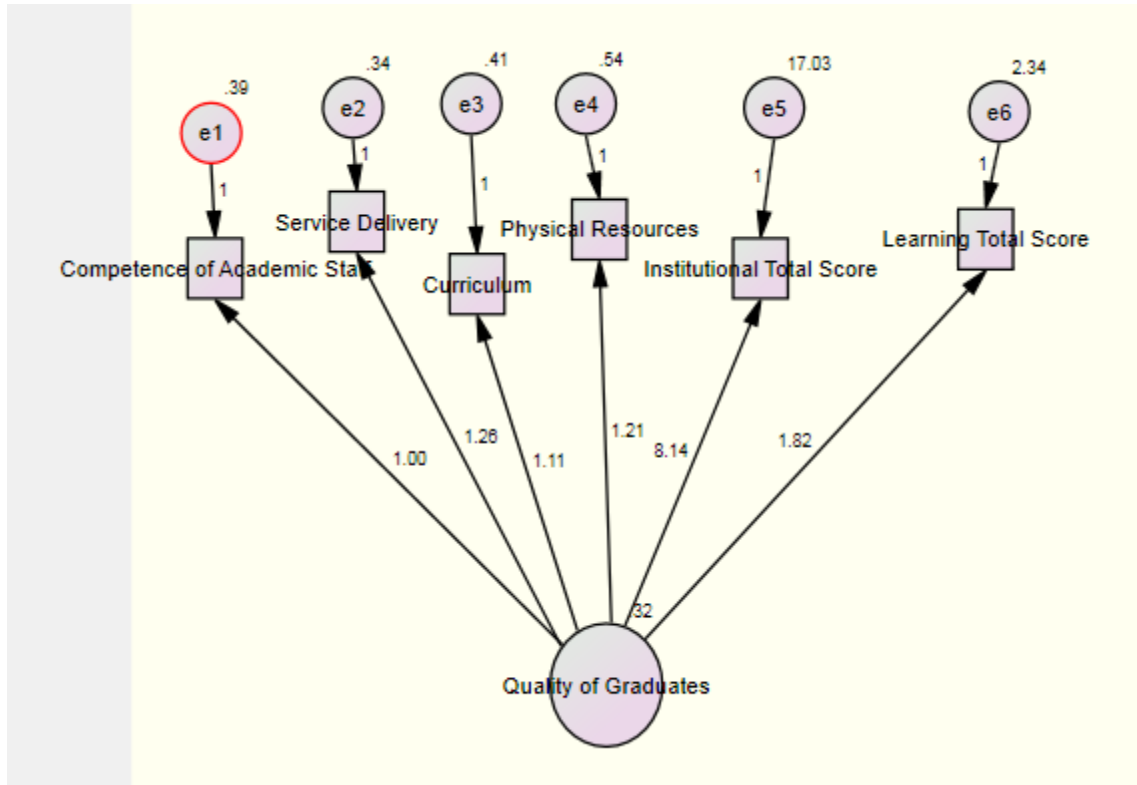 .39
.34
.41
.54
17.03
2.34
e1
e2
e3
e4
e5
e6
1
1
1
1
1
1
Competence of Academic Staff
Service Delivery
Curriculum
Physical Resources
Institutional Total Score
Learning Total Score
1.00
1.26
1.11
1.21
8.14
1.82
.32
Quality of Graduates